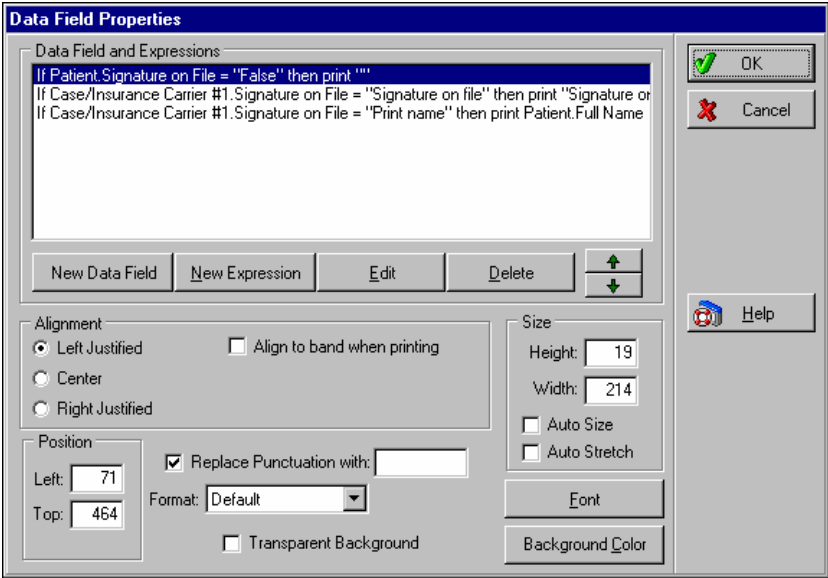 Data Field Properties
Data Field and Expressions
If Patient.Signature on File = "False" then print ""
If Case/Insurance Carrier #1.Signature on File = "Signature on file" then print "Signature or
If Case/Insurance Carrier #1.Signature on File = "Print name" then print Patient.Full Name
New Data Field New Expression Edit Delete
OK
Cancel
Help
Alignment
Left Justified Align to band when printing
Center
Right Justified
Size
Height: 19
Width: 214
Auto Size
Auto Stretch
Position
Left: 71
Top: 464
Replace Punctuation with:
Format: Default
Transparent Background
Font
Background Color